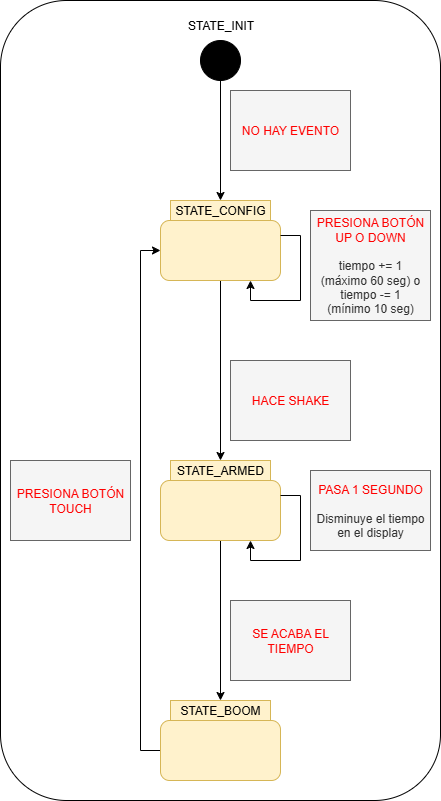 STATE_INIT
NO HAY EVENTO
STATE_CONFIG
PRESIONA BOTÓN
UP O DOWN
tiempo += 1
(máximo 60 seg) o
tiempo -= 1
(mínimo 10 seg)
HACE SHAKE
STATE_ARMED
PASA 1 SEGUNDO
Disminuye el tiempo
en el display
PRESIONA BOTÓN
TOUCH
SE ACABA EL
TIEMPO
STATE_BOOM